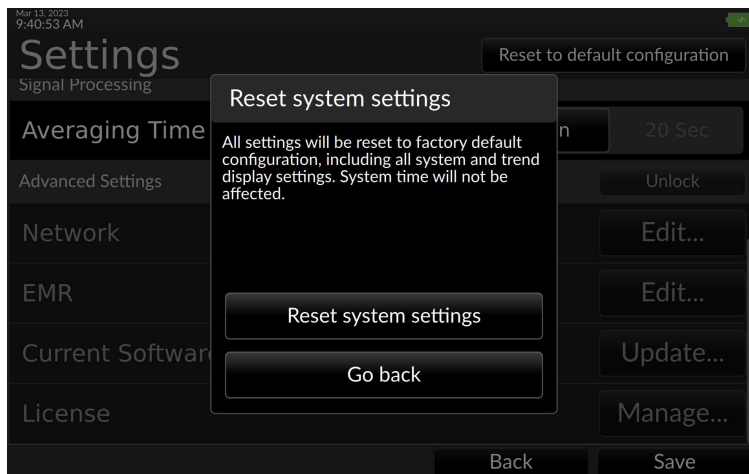 Mar 13, 2023
9:40:53 AM
Settings
Reset to default configuration
Signal Processing
Reset system settings
Averaging Time
n
20 Sec
All settings will be reset to factory default
configuration, including all system and trend
display settings. System time will not be
affected.
Advanced Settings
Unlock
Network
Edit...
EMR
Edit...
Reset system settings
Current Softwar
Update...
Go back
License
Manage...
Back
Save